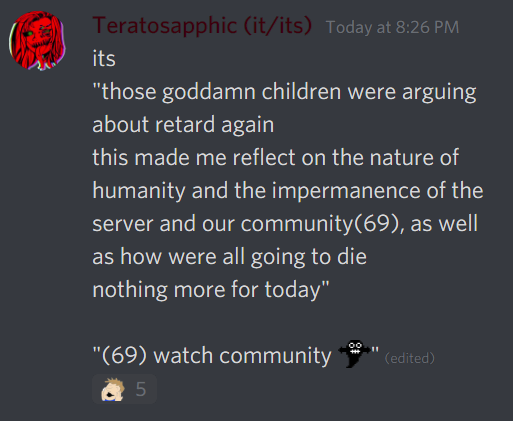 Teratosapphic (it/its) Today at 8:26 PM
its
"those goddamn children were arguing
about retard again
this made me reflect on the nature of
humanity and the impermanence of the
server and our community(69), as well
as how were all going to die
nothing more for today"
"(69) watch community " (edited)
5